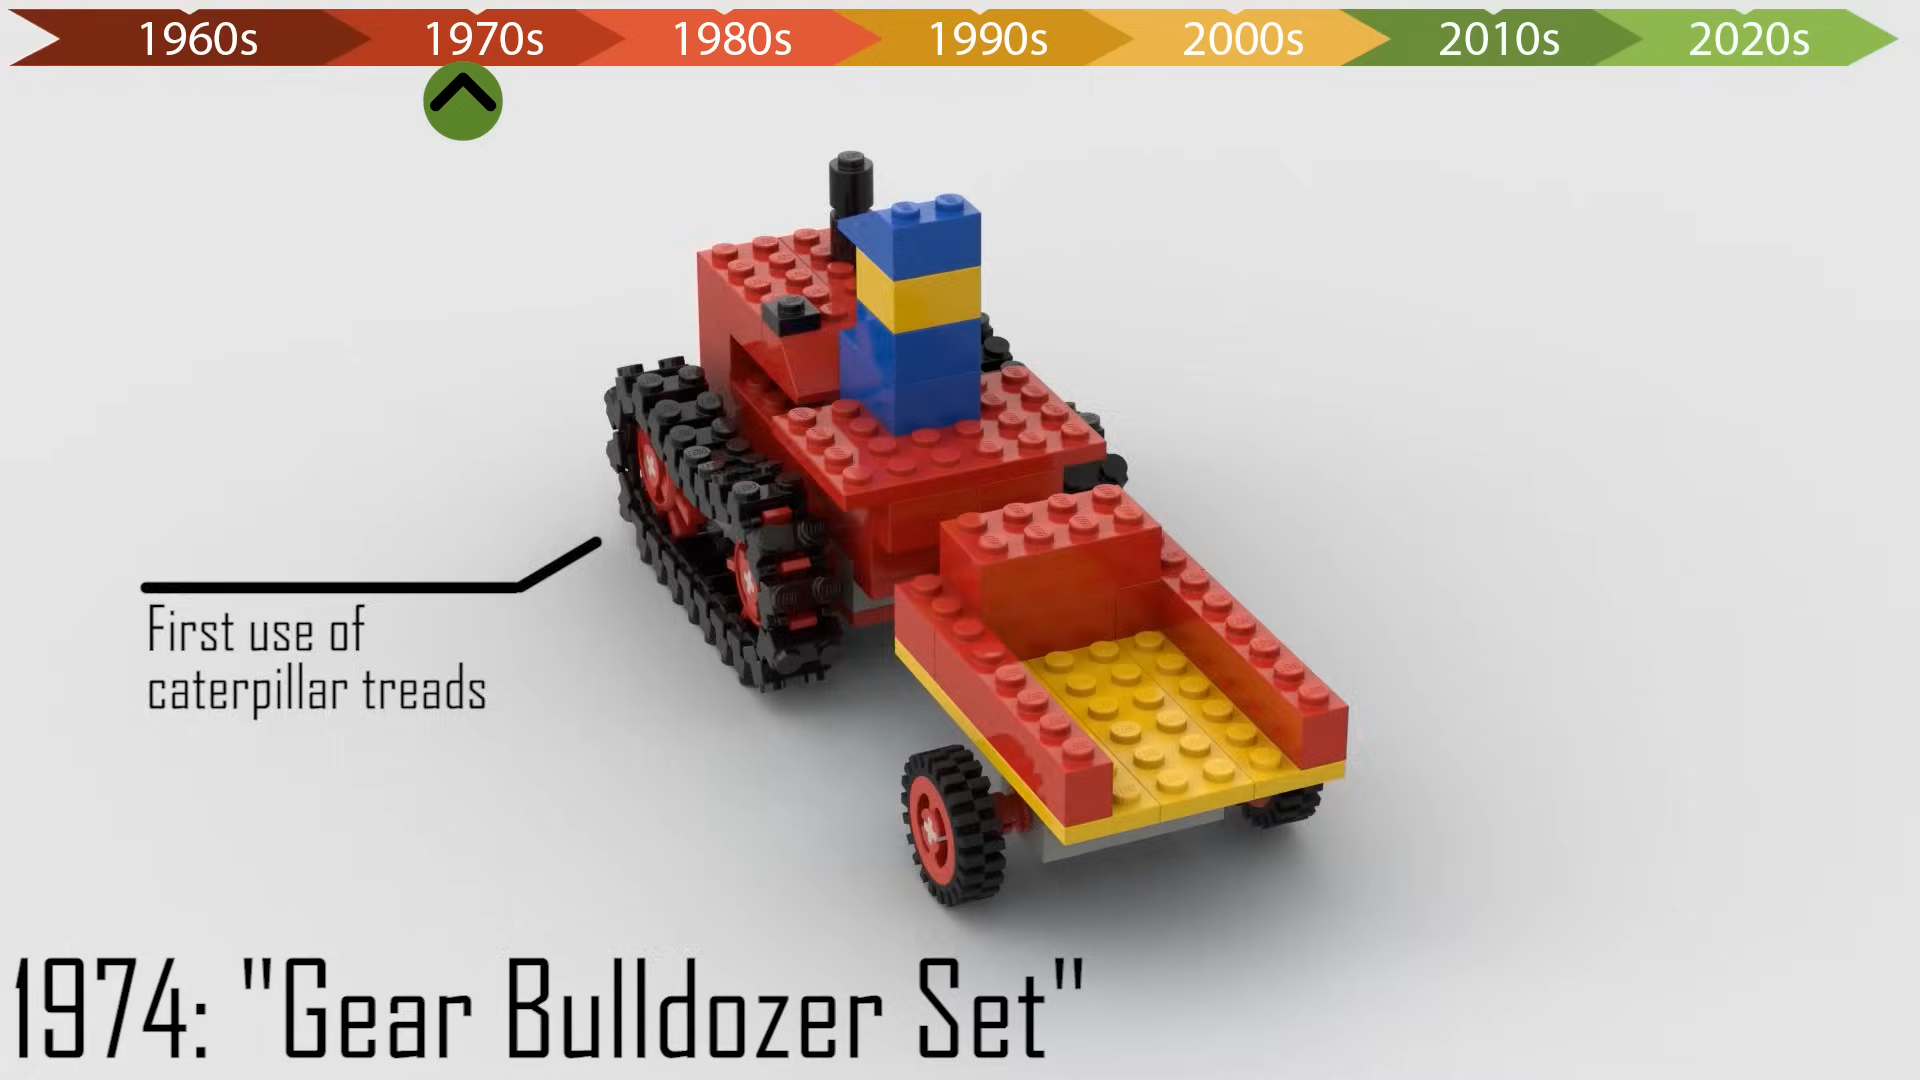 1960s 1970s 1980s 1990s 2000s 2010s 2020s
First use of
caterpillar treads
1974: "Gear Bulldozer Set"